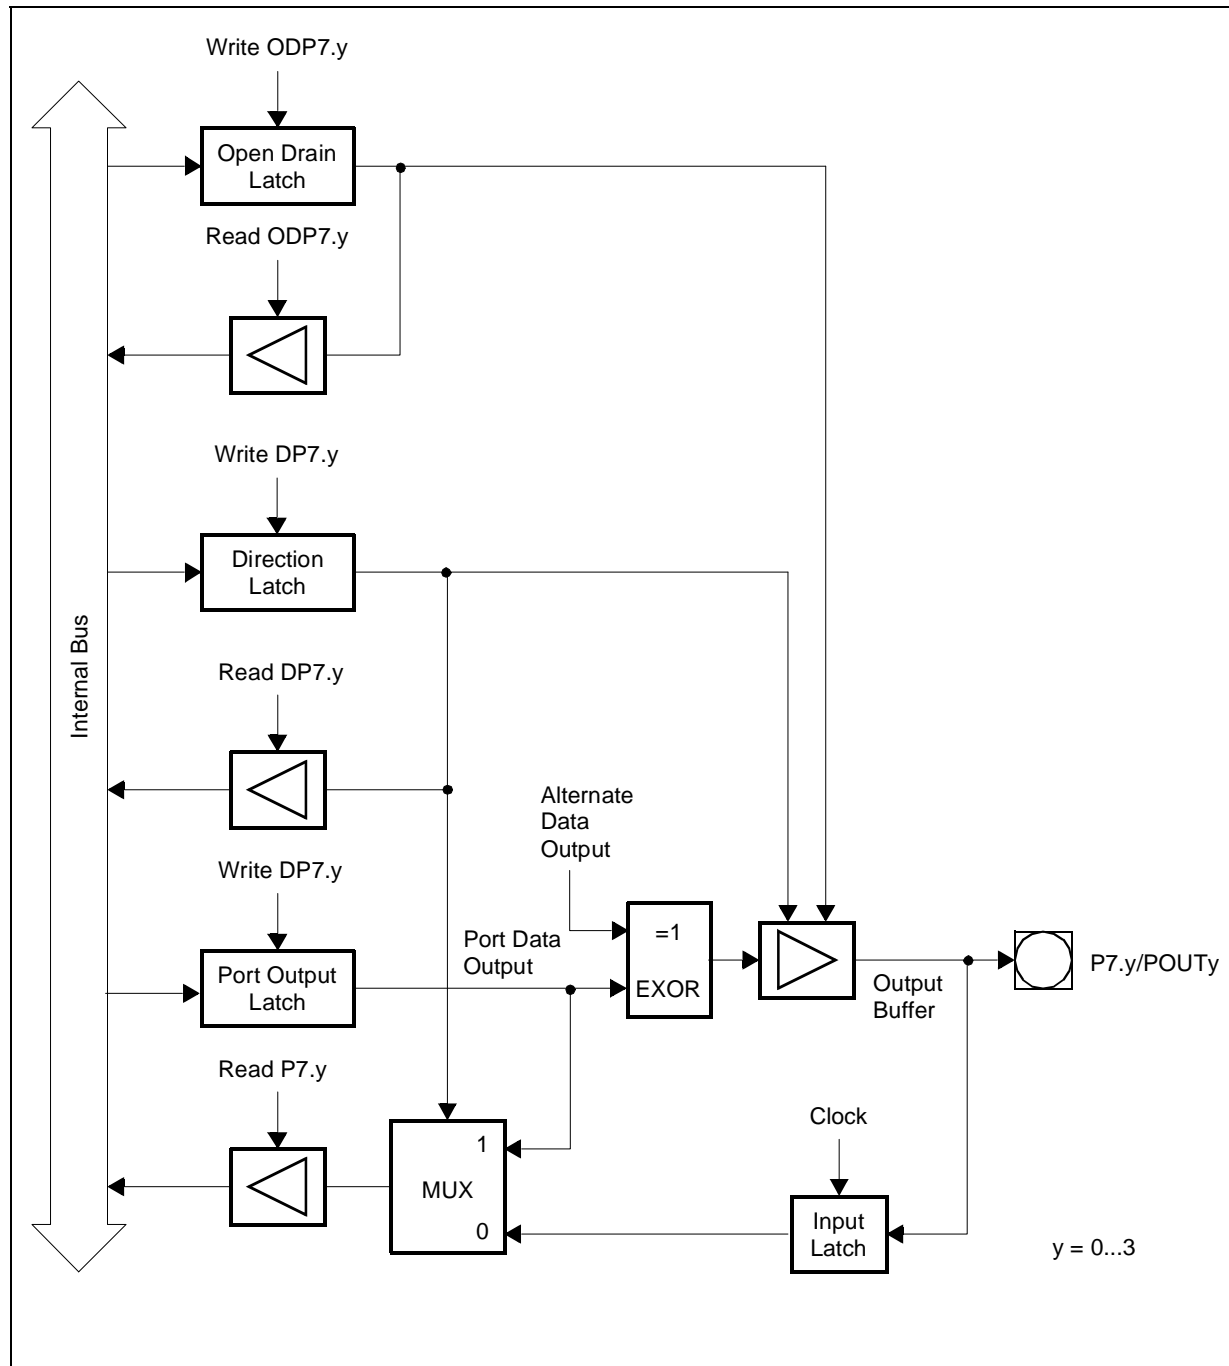 Write ODP7.y
Open Drain
Latch
Read ODP7.y
Write DP7.y
Direction
Latch
Internal Bus
Read DP7.y
Alternate
Data
Output
Write DP7.y
=1
EXOR
Port Data
Output
Port Output
Latch
P7.y/POUTy
Output
Buffer
Read P7.y
Clock
1
MUX
0
Input
Latch
y = 0...3